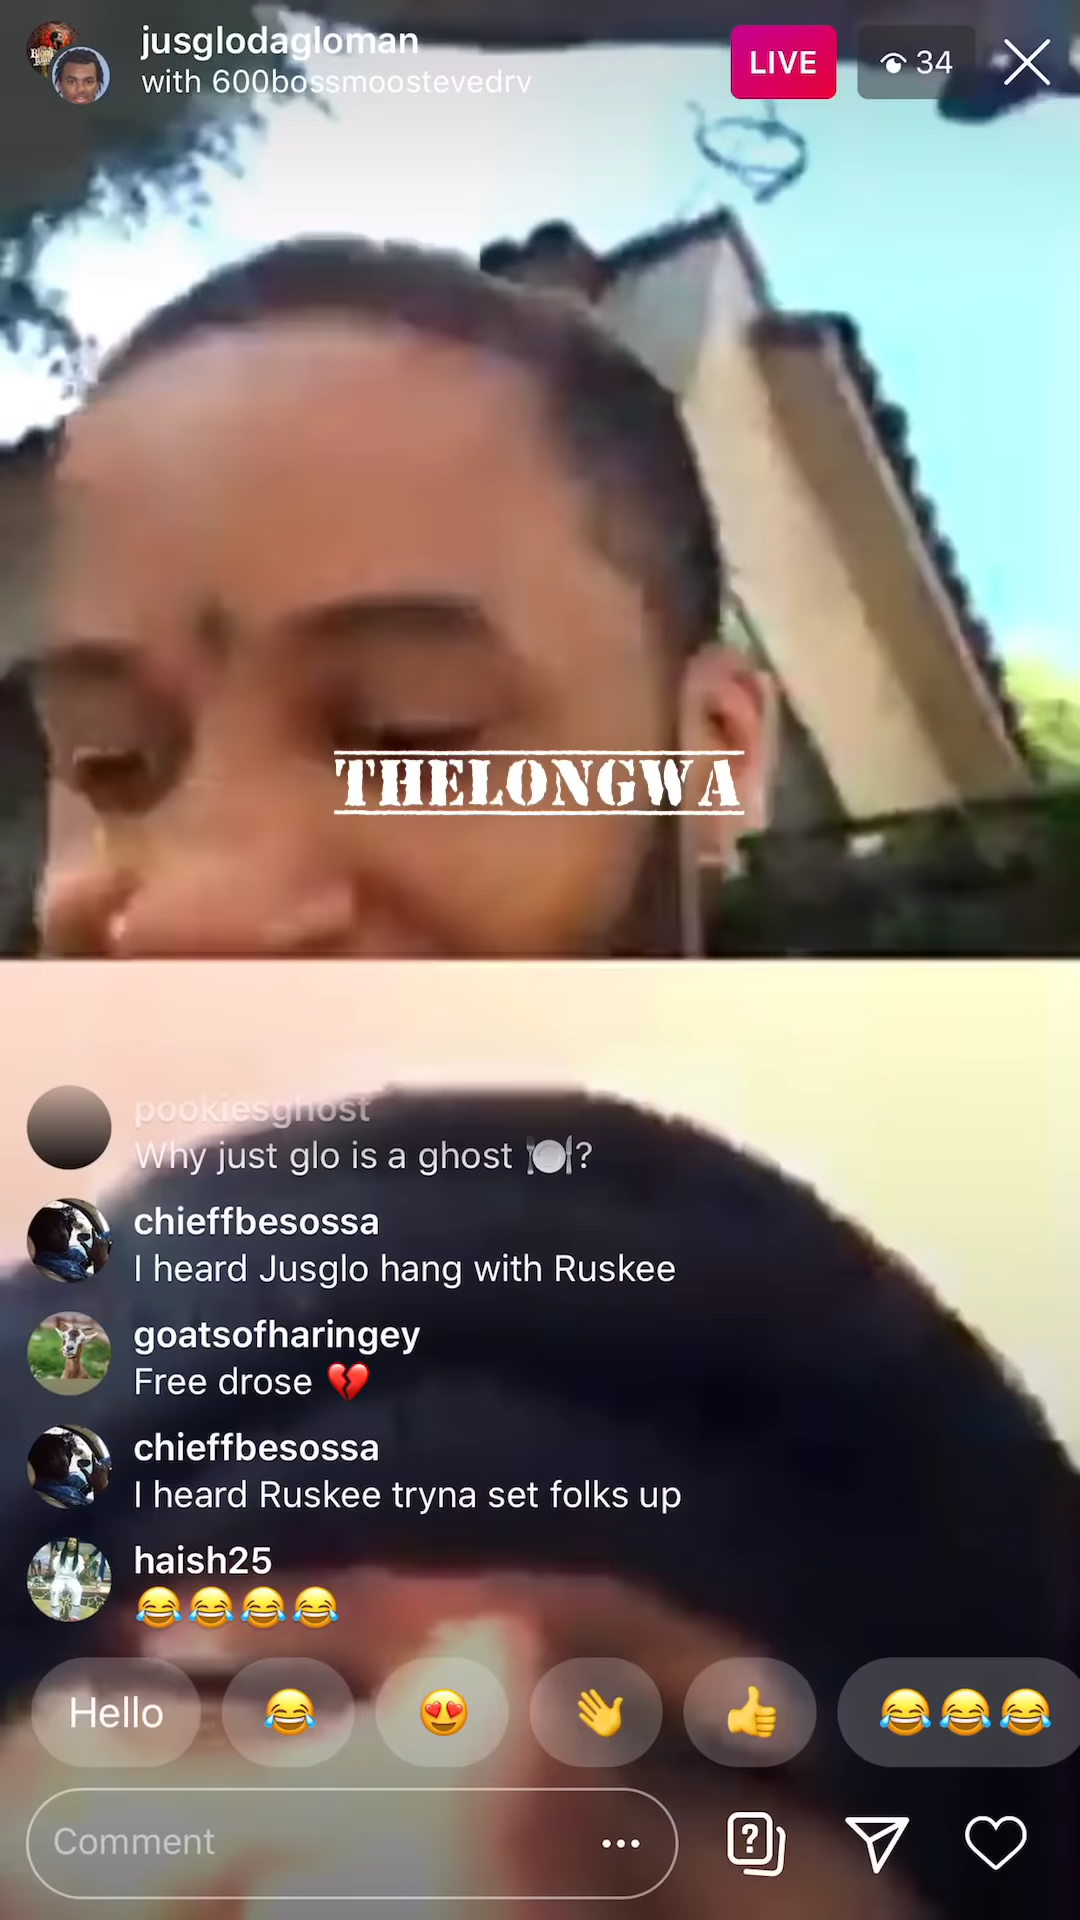 jusglodagloman
with 600bossmoostevedrv
LIVE
34
THELONGWA
pookiesghost
Why just glo is a ghost 🍽️?
chieffbesossa
I heard Jusglo hang with Ruskee
goatsofharingey
Free drose 💔
chieffbesossa
I heard Ruskee tryna set folks up
haish25
😂😂😂😂
Hello 😂 😍 👋 👍 😂😂😂
Comment